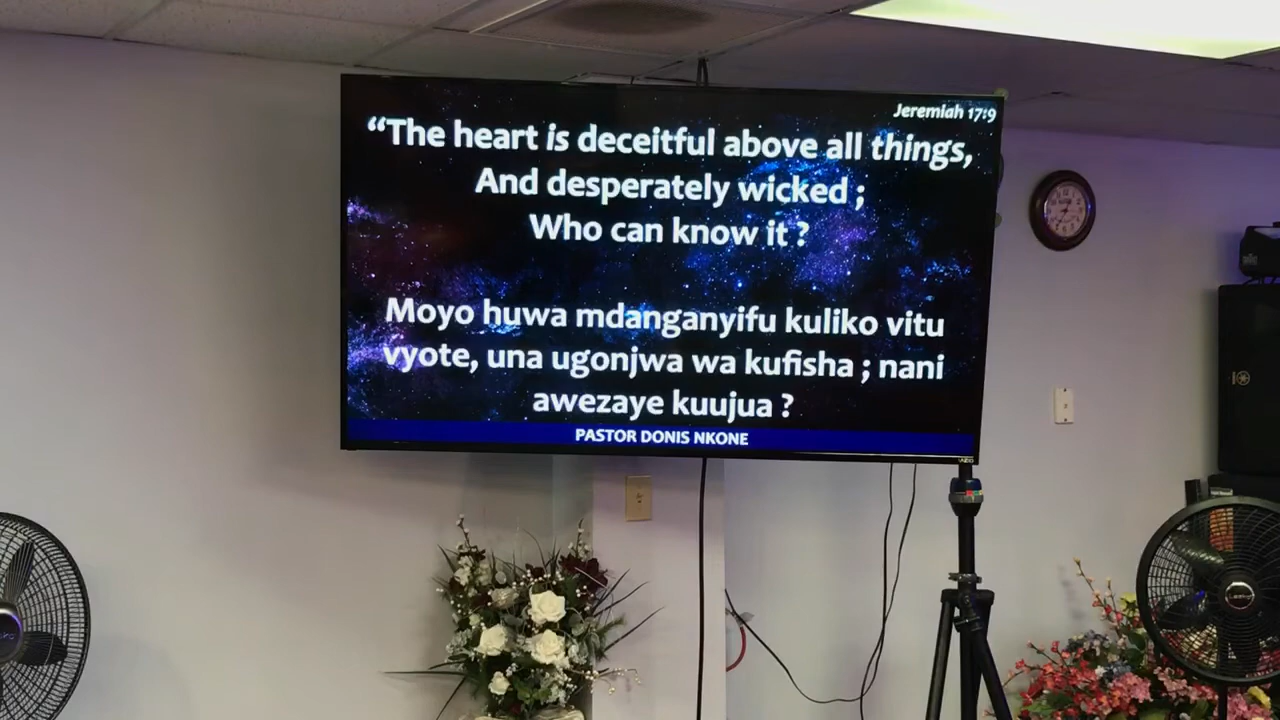 Jeremiah 17:9
“The heart is deceitful above all things,
And desperately wicked ;
Who can know it ?
Moyo huwa mdanganyifu kuliko vitu
vyote, una ugonjwa wa kufisha ; nani
awezaye kuujua ?
PASTOR DONIS NKONE
VIZIO